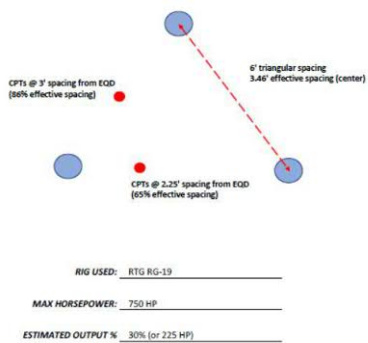 6' triangular spacing
3.46' effective spacing (center)
CPTs @ 3' spacing from EQD
(86% effective spacing)
CPTs @ 2.25' spacing from EQD
(65% effective spacing)
RIG USED: RTG RG-19
MAX HORSEPOWER: 750 HP
ESTIMATED OUTPUT % 30% (or 225 HP)